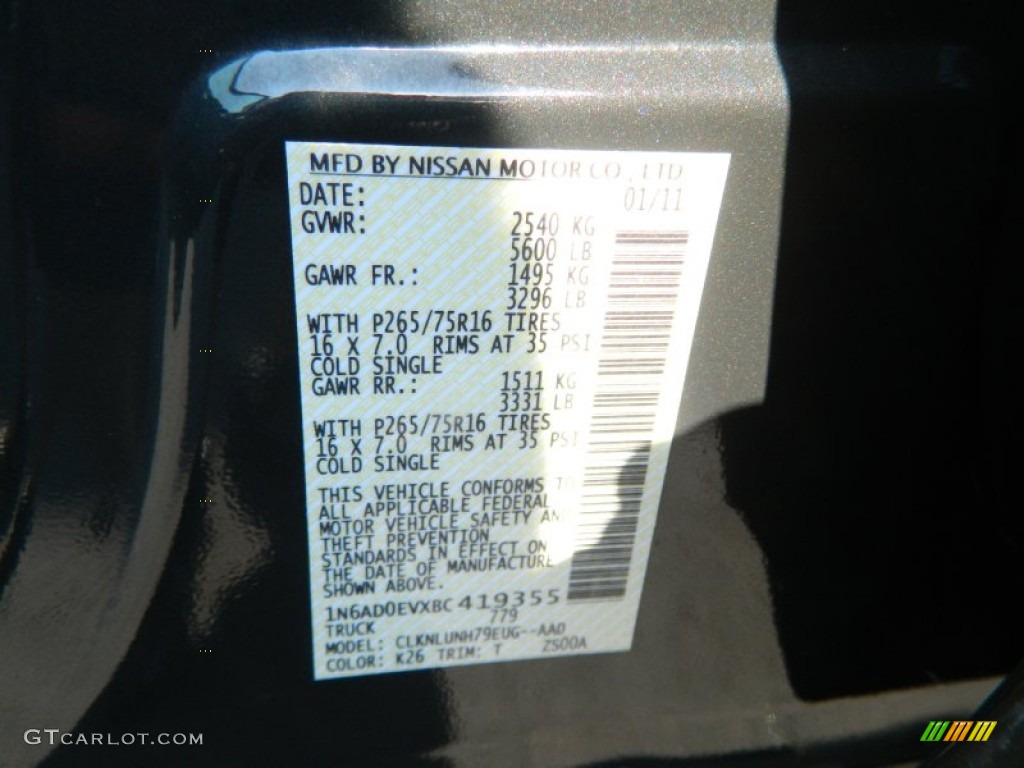 MFD BY NISSAN MOTOR CO., LTD
DATE: 01/11
GVWR: 2540 KG
5600 LB
GAWR FR.: 1495 KG
3296 LB
WITH P265/75R16 TIRES
16 X 7.0 RIMS AT 35 PSI
COLD SINGLE
GAWR RR.: 1511 KG
3331 LB
WITH P265/75R16 TIRES
16 X 7.0 RIMS AT 35 PSI
COLD SINGLE
THIS VEHICLE CONFORMS TO
ALL APPLICABLE FEDERAL
MOTOR VEHICLE SAFETY AND
THEFT PREVENTION
STANDARDS IN EFFECT ON
THE DATE OF MANUFACTURE
SHOWN ABOVE.
1N6AD0EVXBC419355
TRUCK 779
MODEL: CLKNLUNH79EUG--AAD
COLOR: K26 TRIM: T ZS00A
GTCARLOT.COM